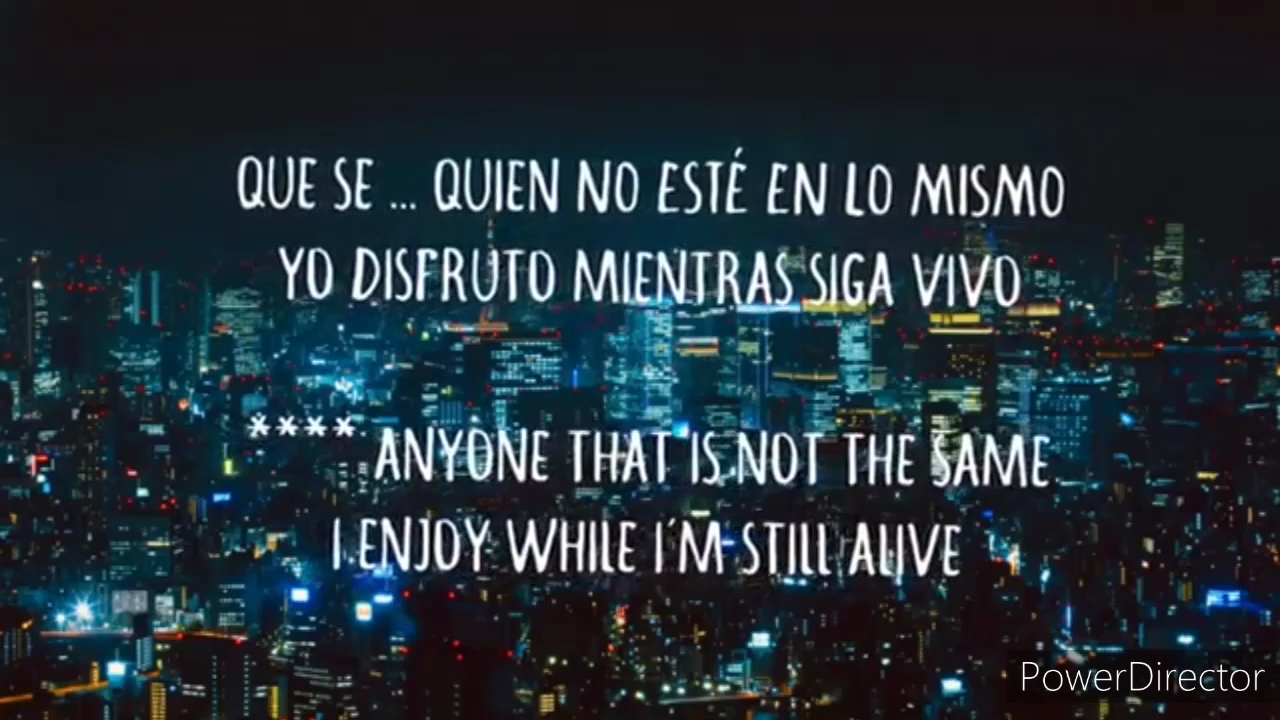 QUE SE ... QUIEN NO ESTÉ EN LO MISMO
YO DISFRUTO MIENTRAS SIGA VIVO
**** ANYONE THAT IS NOT THE SAME
I ENJOY WHILE I´M STILL ALIVE
PowerDirector